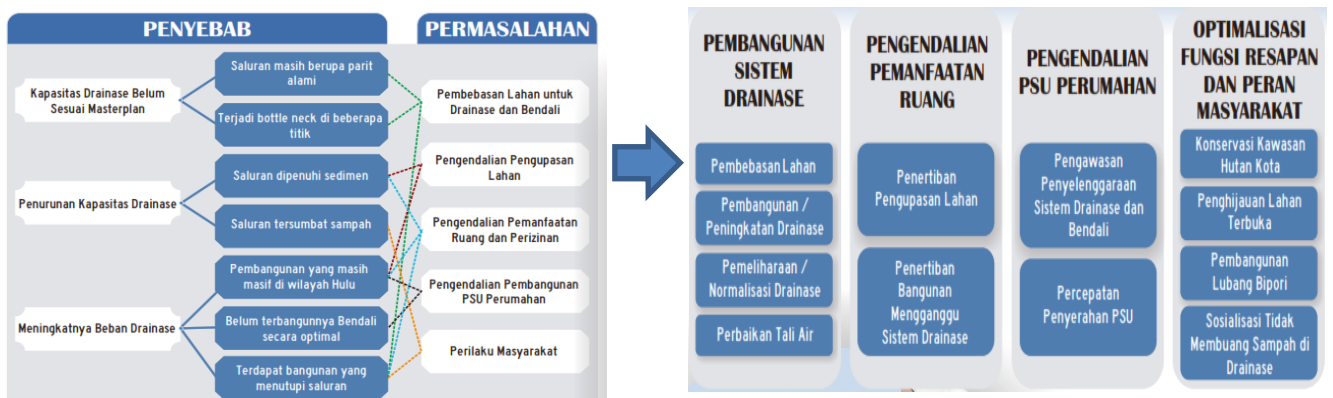 PENYEBAB
Kapasitas Drainase Belum
Sesuai Masterplan
Penurunan Kapasitas Drainase
Meningkatnya Beban Drainase
Saluran masih berupa parit
alami
Terjadi bottle neck di beberapa
titik
Saluran dipenuhi sedimen
Saluran tersumbat sampah
Pembangunan yang masih
masif di wilayah Hulu
Belum terbangunnya Bendali
secara optimal
Terdapat bangunan yang
menutupi saluran
PERMASALAHAN
Pembebasan Lahan untuk
Drainase dan Bendali
Pengendalian Pengupasan
Lahan
Pengendalian Pemanfaatan
Ruang dan Perizinan
Pengendalian Pembangunan
PSU Perumahan
Perilaku Masyarakat
PEMBANGUNAN
SISTEM
DRAINASE
Pembebasan Lahan
Pembangunan /
Peningkatan Drainase
Pemeliharaan /
Normalisasi Drainase
Perbaikan Tali Air
PENGENDALIAN
PEMANFAATAN
RUANG
Penertiban
Pengupasan Lahan
Penertiban
Bangunan
Mengganggu
Sistem Drainase
PENGENDALIAN
PSU PERUMAHAN
Pengawasan
Penyelenggaraan
Sistem Drainase dan
Bendali
Percepatan
Penyerahan PSU
OPTIMALISASI
FUNGSI RESAPAN
DAN PERAN
MASYARAKAT
Konservasi Kawasan
Hutan Kota
Penghijauan Lahan
Terbuka
Pembangunan
Lubang Bipori
Sosialisasi Tidak
Membuang Sampah di
Drainase